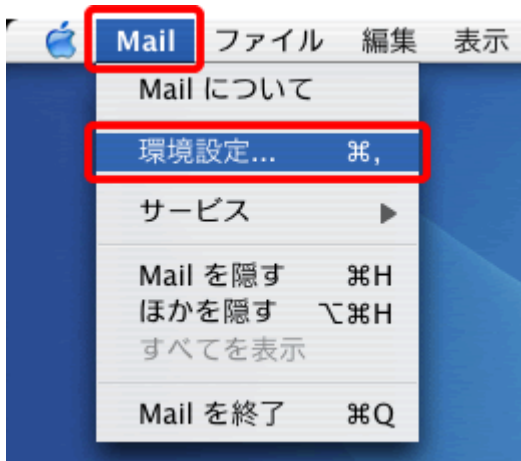 Mail ファイル 編集 表示
Mail について
環境設定... ⌘,
サービス ▶
Mail を隠す ⌘H
ほかを隠す ⌥⌘H
すべてを表示
Mail を終了 ⌘Q